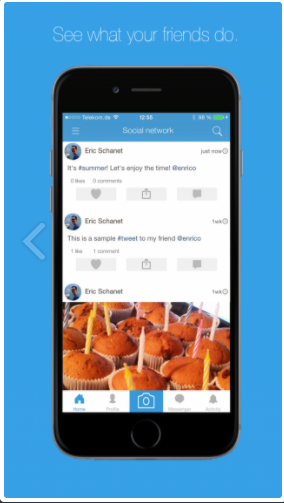 See what your friends do.
Telekom.de 12:55 96 %
Social network
Eric Schanet just now
It's #summer! Let's enjoy the time! @enrico
0 likes 0 comments
Eric Schanet 1wk
This is a sample #tweet to my friend @enrico
1 like 1 comment
Eric Schanet 1wk
Home Profile Messenger Activity